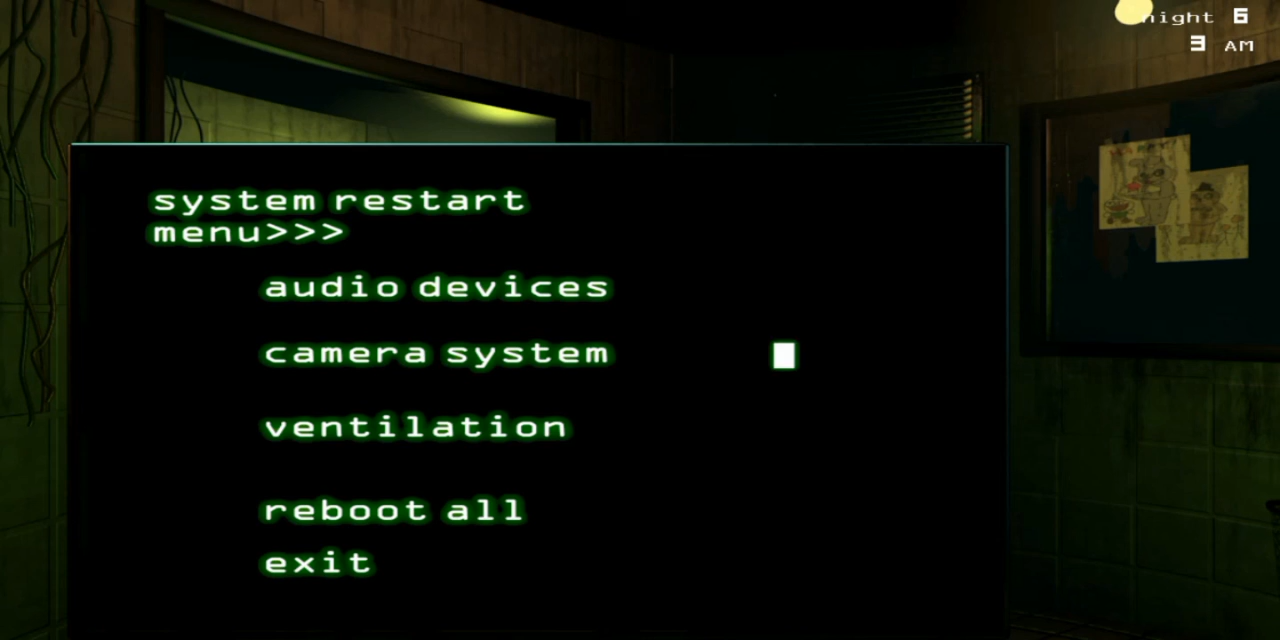 night 6
3 AM
system restart
menu>>>
audio devices
camera system
ventilation
reboot all
exit